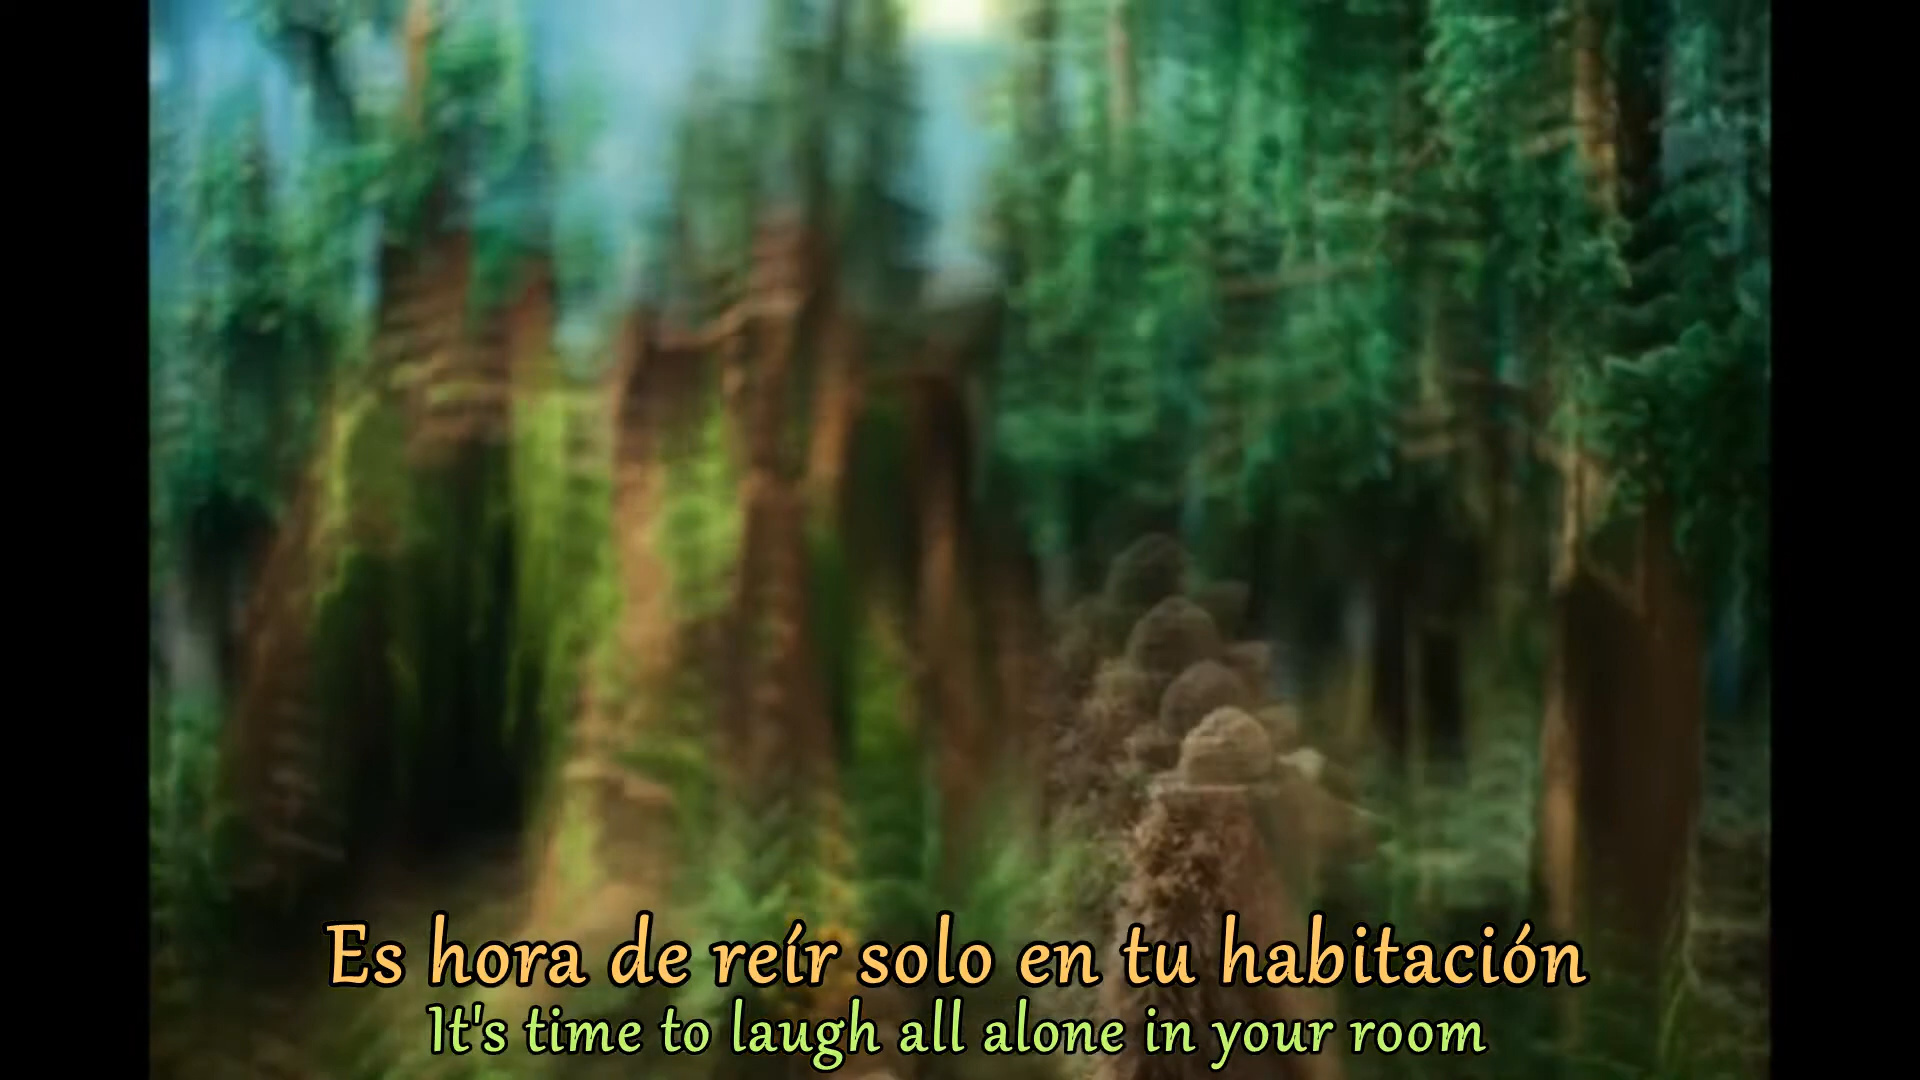 Es hora de reír solo en tu habitación
It's time to laugh all alone in your room